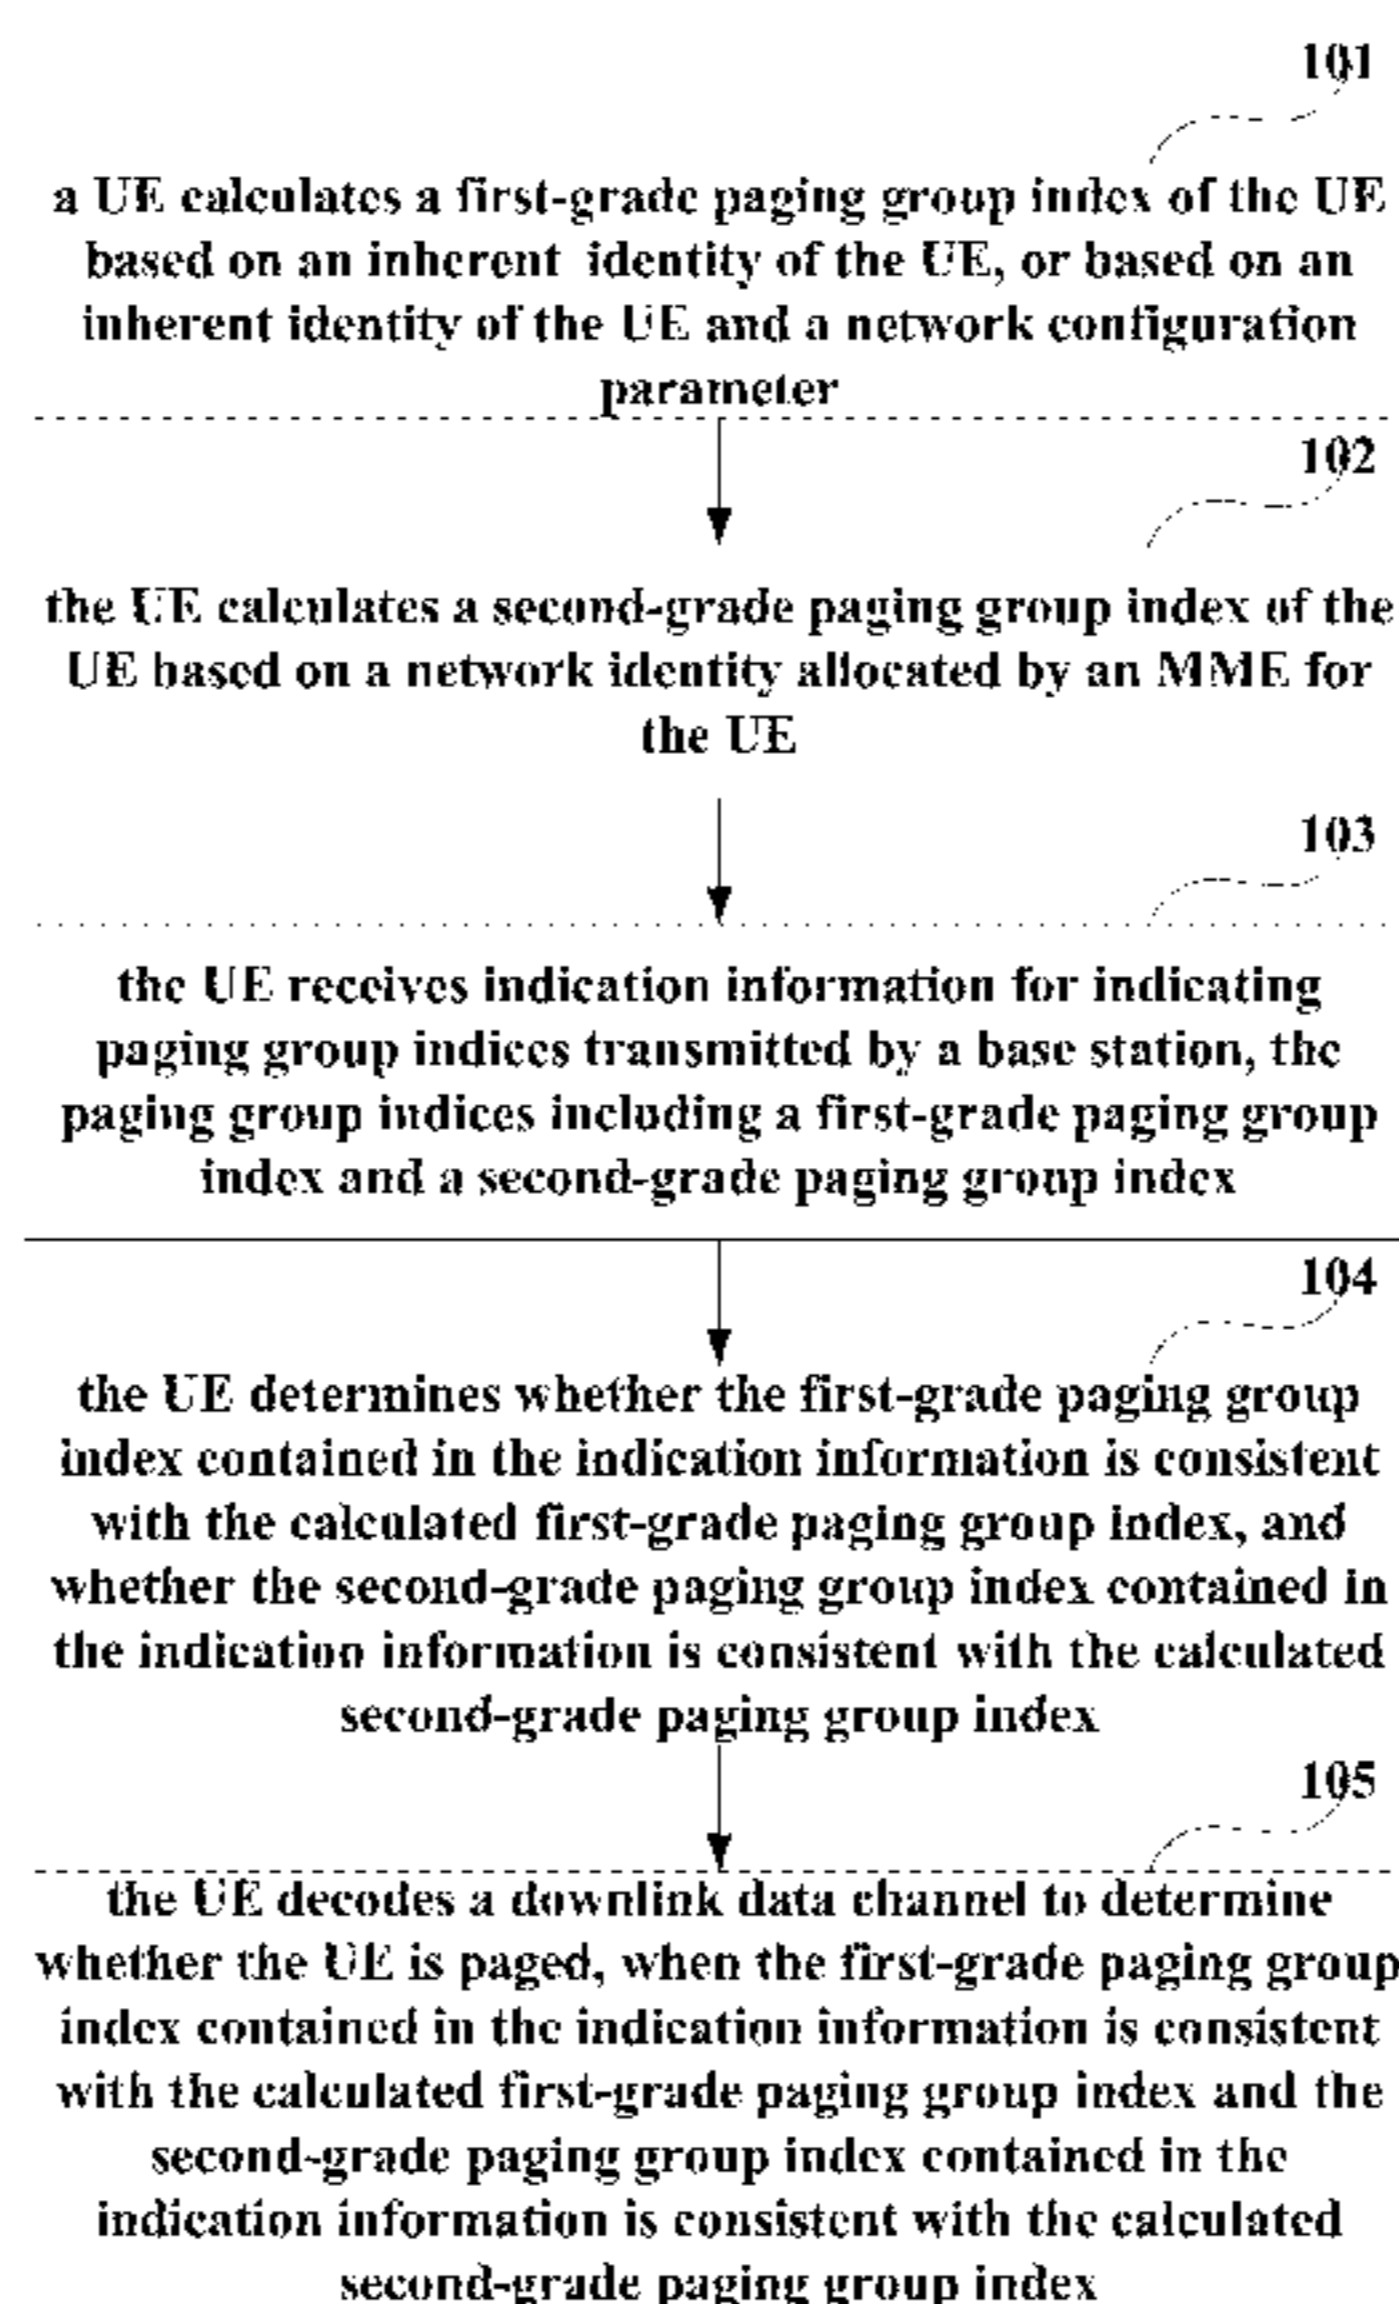 101
a UE calculates a first-grade paging group index of the UE
based on an inherent identity of the UE, or based on an
inherent identity of the UE and a network configuration
parameter
102
the UE calculates a second-grade paging group index of the
UE based on a network identity allocated by an MME for
the UE
103
the UE receives indication information for indicating
paging group indices transmitted by a base station, the
paging group indices including a first-grade paging group
index and a second-grade paging group index
104
the UE determines whether the first-grade paging group
index contained in the indication information is consistent
with the calculated first-grade paging group index, and
whether the second-grade paging group index contained in
the indication information is consistent with the calculated
second-grade paging group index
105
the UE decodes a downlink data channel to determine
whether the UE is paged, when the first-grade paging group
index contained in the indication information is consistent
with the calculated first-grade paging group index and the
second-grade paging group index contained in the
indication information is consistent with the calculated
second-grade paging group index